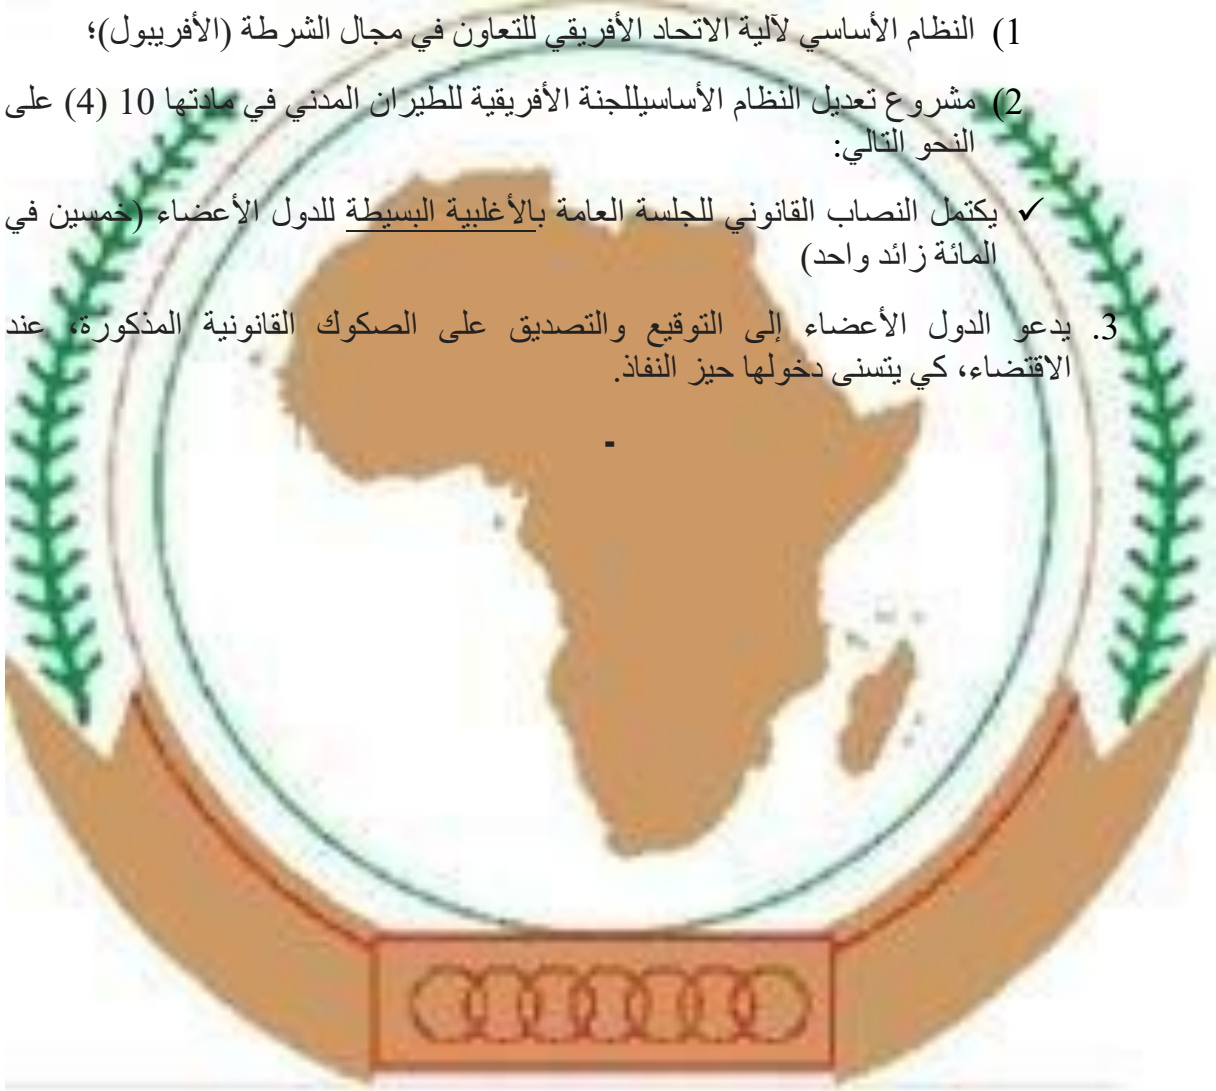 1) النظام الأساسي لآلية الاتحاد الأفريقي للتعاون في مجال الشرطة (الأفريبول)؛
2) مشروع تعديل النظام الأساسيللجنة الأفريقية للطيران المدني في مادتها 10 (4) على
النحو التالي:
✓ يكتمل النصاب القانوني للجلسة العامة بالأغلبية البسيطة للدول الأعضاء (خمسين في
المائة زائد واحد)
3. يدعو الدول الأعضاء إلى التوقيع والتصديق على الصكوك القانونية المذكورة، عند
الاقتضاء، كي يتسنى دخولها حيز النفاذ.
-